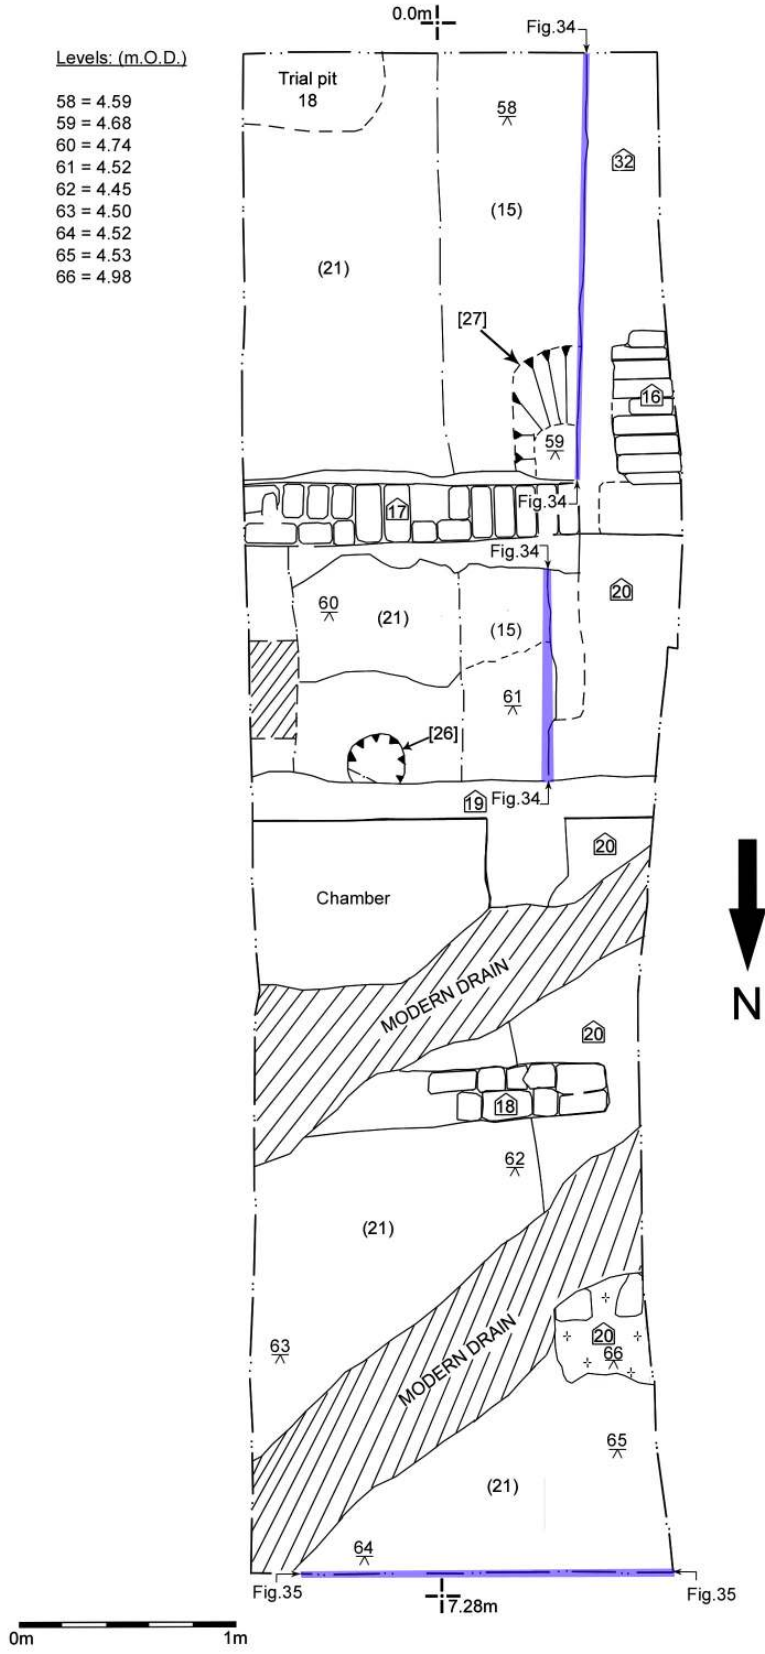 0.0m
Fig.34
Levels: (m.O.D.)
58 = 4.59
59 = 4.68
60 = 4.74
61 = 4.52
62 = 4.45
63 = 4.50
64 = 4.52
65 = 4.53
66 = 4.98
Trial pit
18
58
32
(15)
(21)
[27]
16
59
Fig.34
17
Fig.34
20
60
(21)
(15)
61
[26]
19
Fig.34
20
Chamber
MODERN DRAIN
N
20
18
62
(21)
MODERN DRAIN
20
63
66
65
(21)
64
Fig.35
Fig.35
7.28m
0m
1m